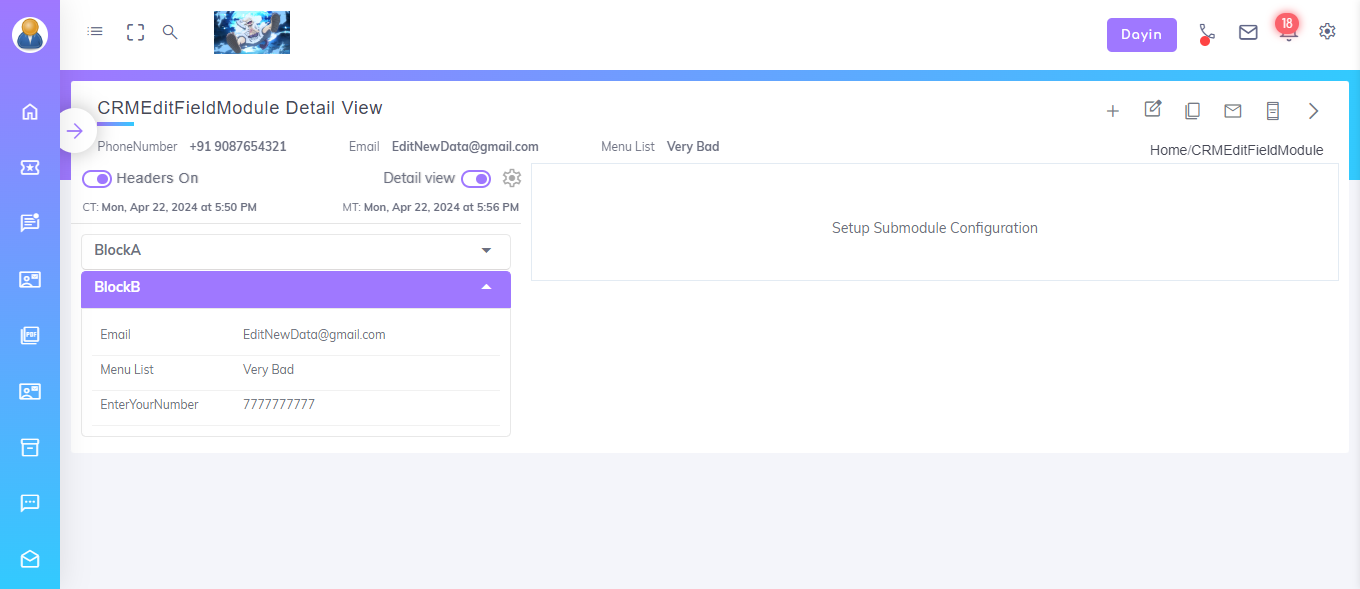 Dayin
18
CRMEditFieldModule Detail View
PhoneNumber +91 9087654321 Email EditNewData@gmail.com Menu List Very Bad
Home/CRMEditFieldModule
Headers On Detail view
CT: Mon, Apr 22, 2024 at 5:50 PM MT: Mon, Apr 22, 2024 at 5:56 PM
Setup Submodule Configuration
BlockA
BlockB
Email EditNewData@gmail.com
Menu List Very Bad
EnterYourNumber 7777777777
PDF